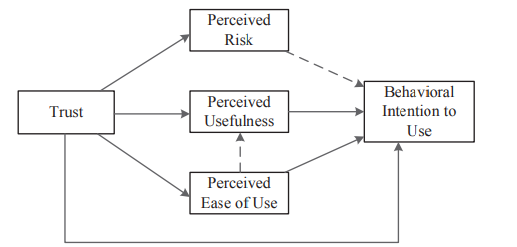 Perceived
Risk
Trust
Perceived
Usefulness
Behavioral
Intention to
Use
Perceived
Ease of Use